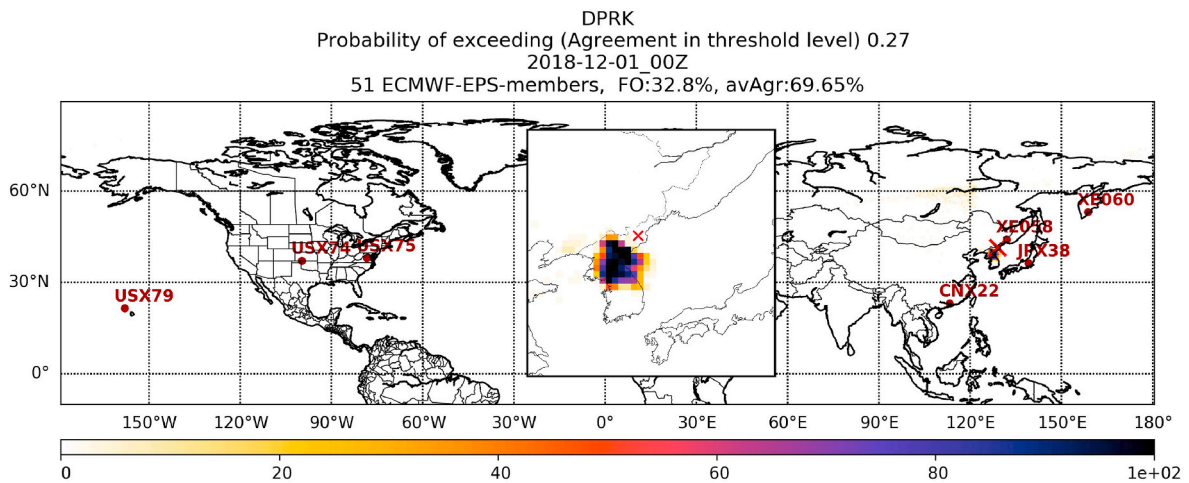 DPRK
Probability of exceeding (Agreement in threshold level) 0.27
2018-12-01_00Z
51 ECMWF-EPS-members, FO:32.8%, avAgr:69.65%
60°N
30°N
0°
XE060
XE058
USX74
USX75
JPX38
USX79
CNX22
150°W 120°W 90°W 60°W 30°W 0°E 30°E 60°E 90°E 120°E 150°E 180°
0 20 40 60 80 1e+02